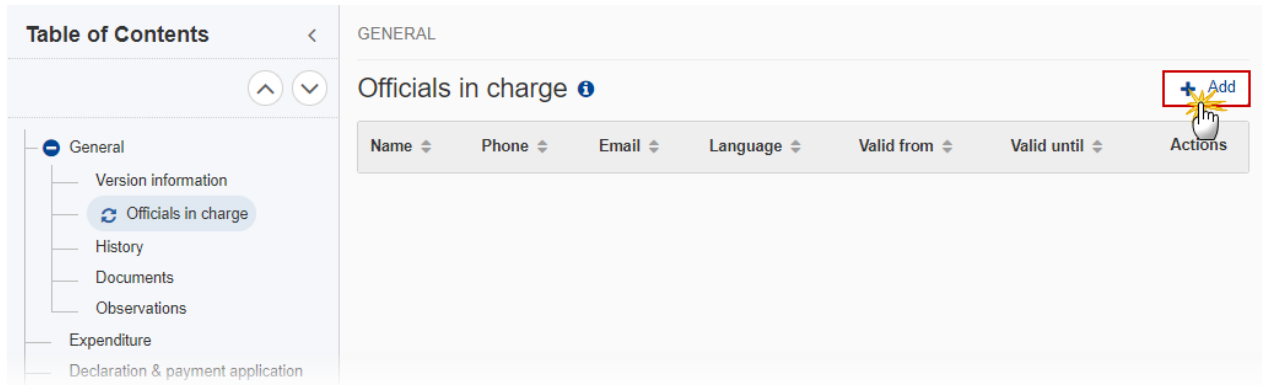 Table of Contents
General
Version information
Officials in charge
History
Documents
Observations
Expenditure
Declaration & payment application
GENERAL
Officials in charge
Add
Name Phone Email Language Valid from Valid until Actions